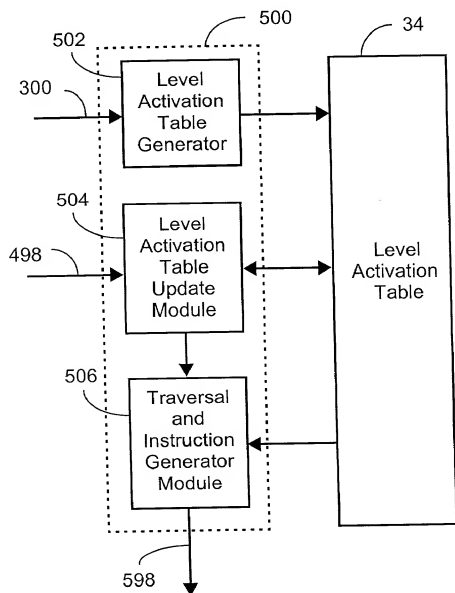 502
500
34
300
Level
Activation
Table
Generator
504
498
Level
Activation
Table
Update
Module
Level
Activation
Table
506
Traversal
and
Instruction
Generator
Module
598